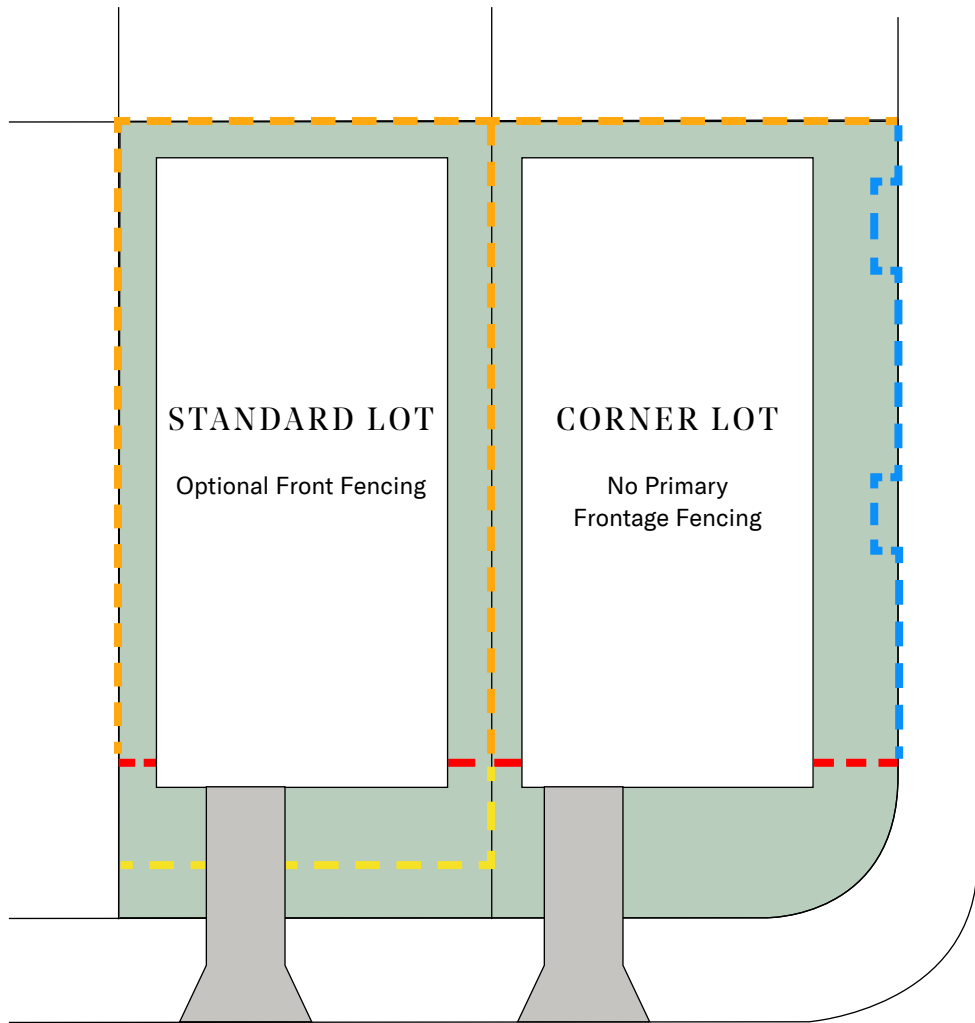 STANDARD LOT
Optional Front Fencing
CORNER LOT
No Primary
Frontage Fencing